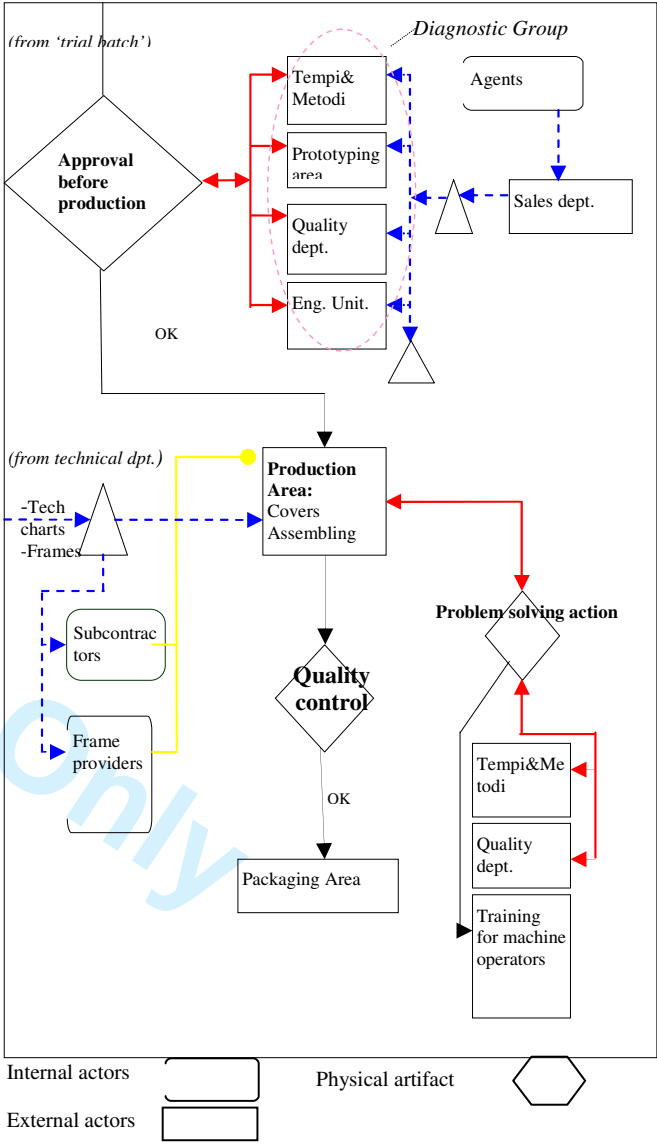 (from ‘trial batch’)
Diagnostic Group
Tempi&
Metodi
Agents
Approval
before
production
Prototyping
area
Sales dept.
Quality
dept.
Eng. Unit.
OK
(from technical dpt.)
Production
Area:
Covers
Assembling
-Tech
charts
-Frames
Problem solving action
Subcontrac
tors
Quality
control
Frame
providers
Tempi&Me
todi
OK
Quality
dept.
Packaging Area
Training
for machine
operators
Only
Internal actors
Physical artifact
External actors